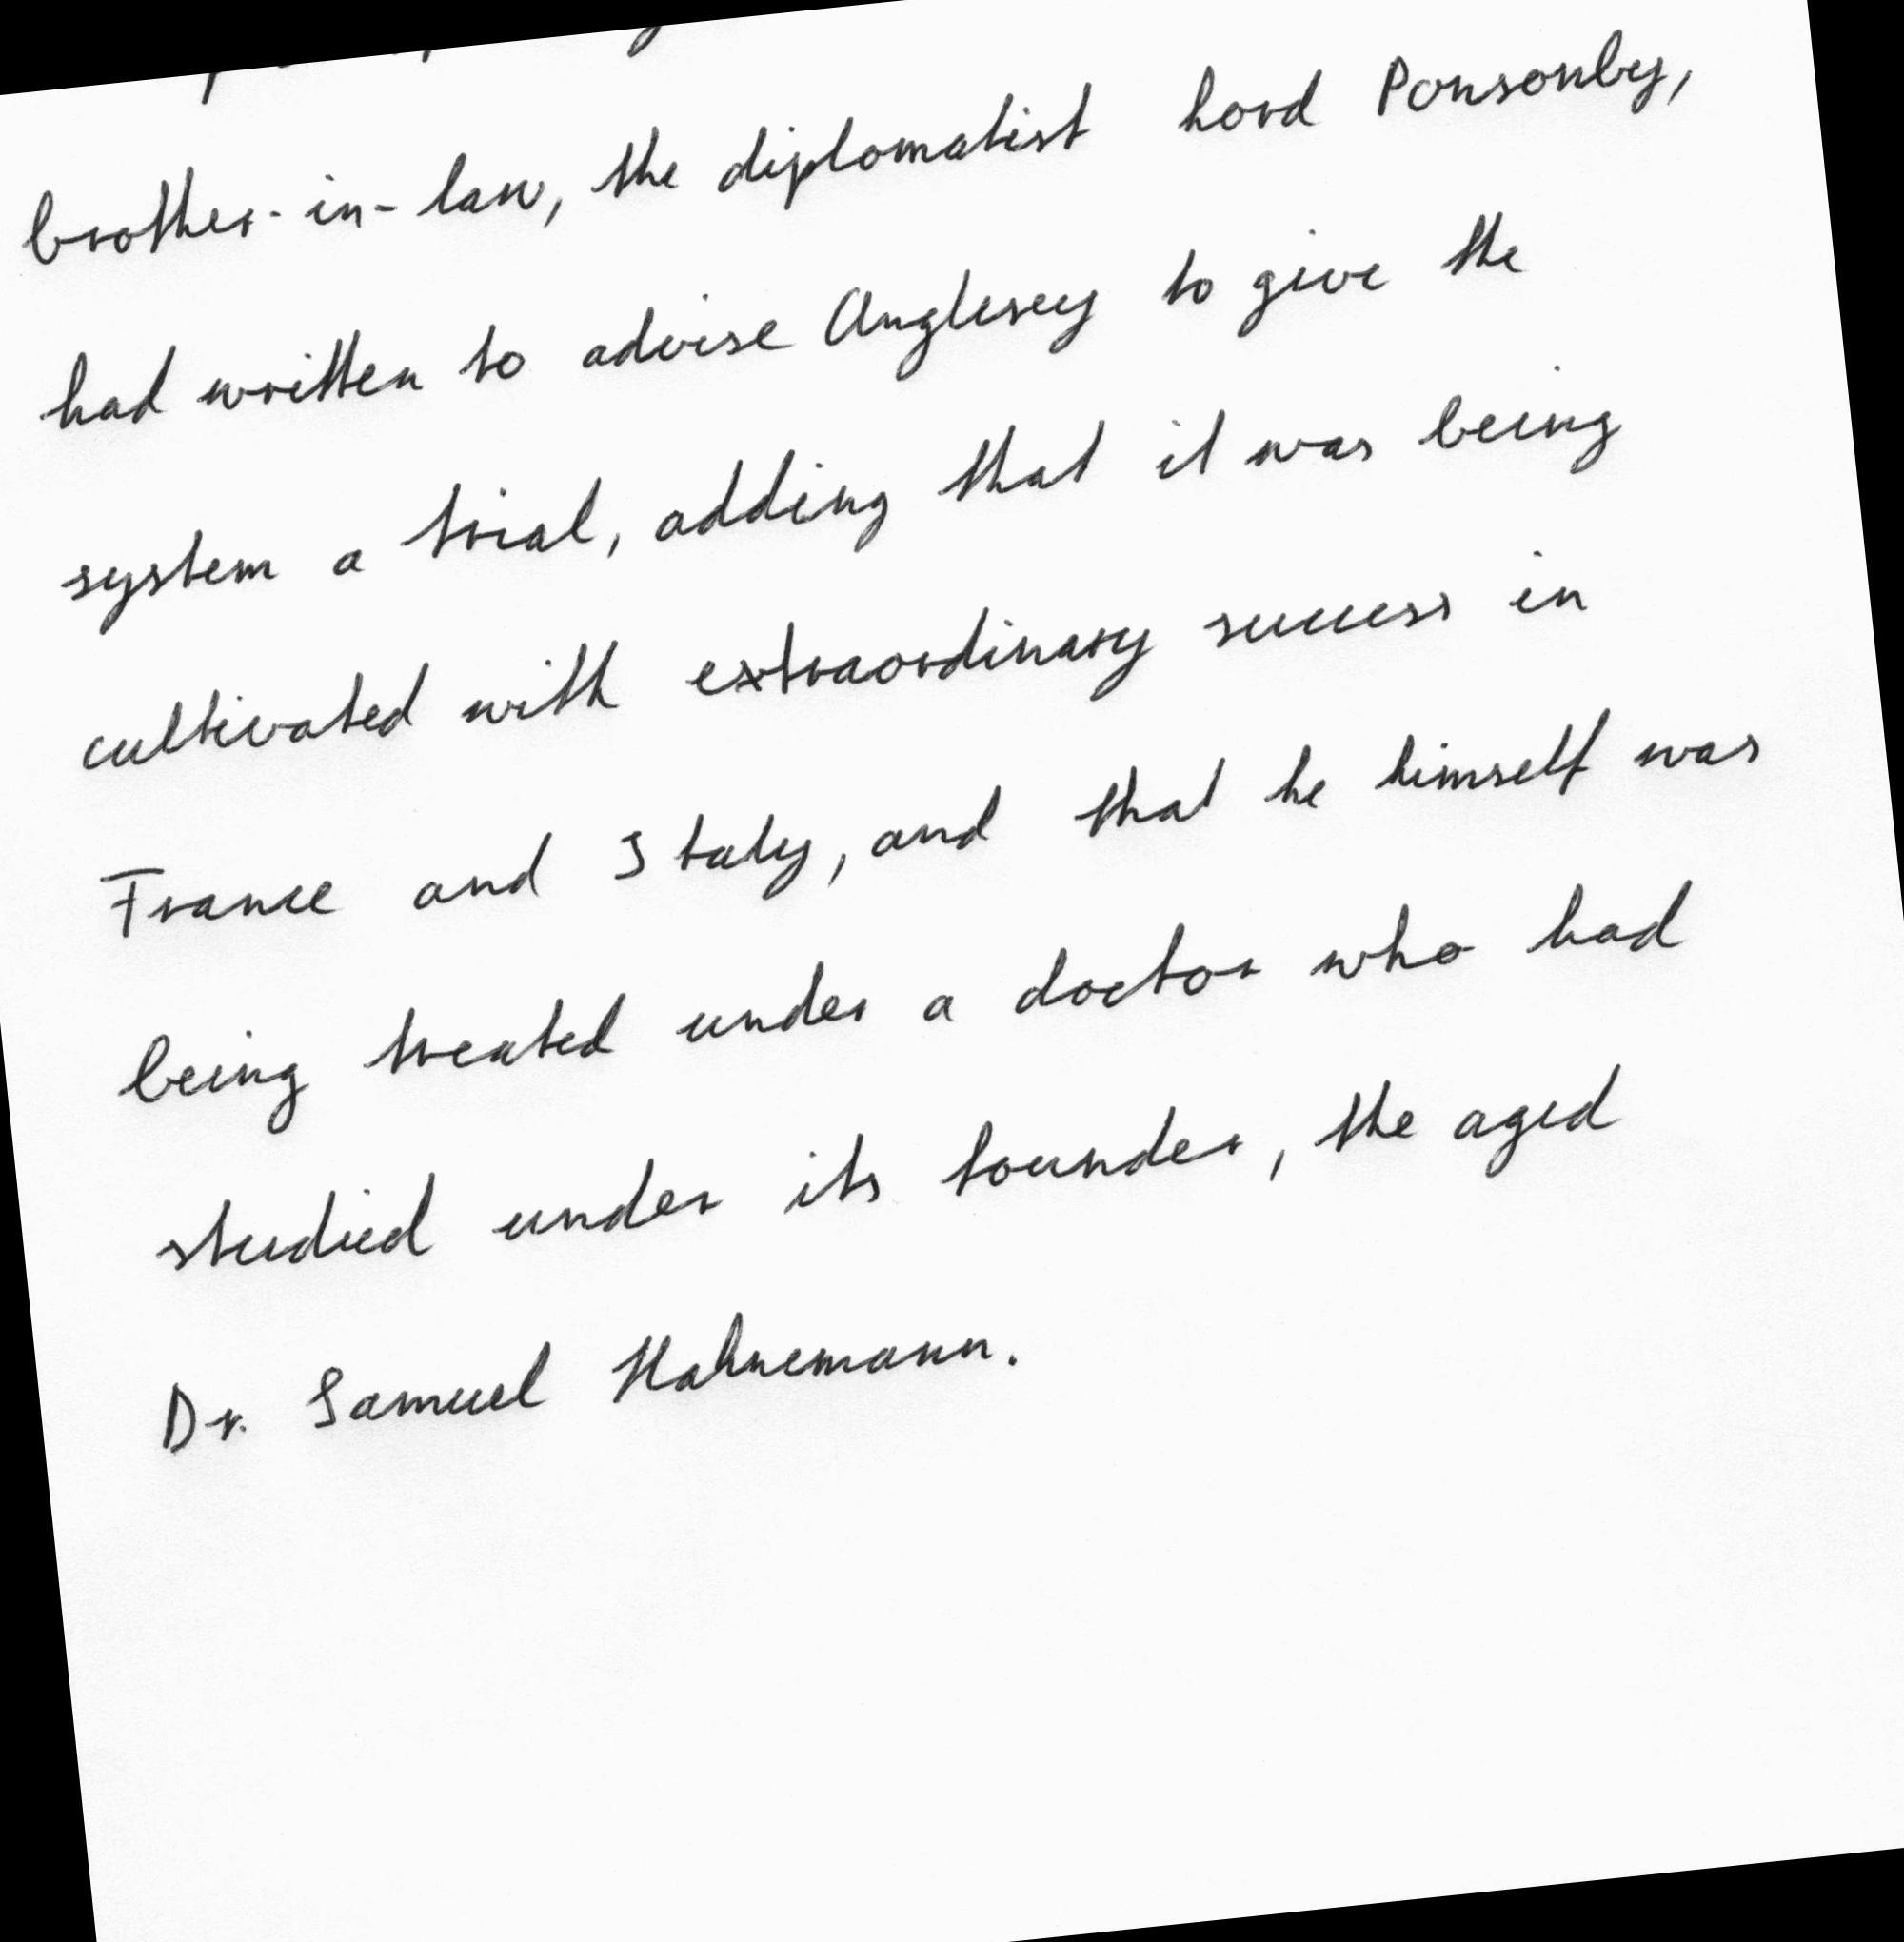 brother-in-law, the diplomatist Lord Ponsonby,
had written to advise Anglesey to give the
system a trial, adding that it was being
cultivated with extraordinary success in
France and Italy, and that he himself was
being treated under a doctor who had
studied under its founder, the aged
Dr. Samuel Hahnemann.